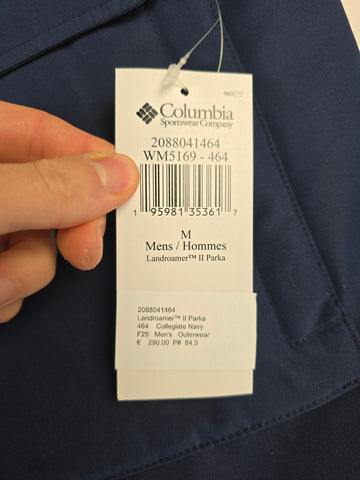 960175
Columbia
Sportswear Company
2088041464
WM5169 - 464
1 95981 35361 7
M
Mens / Hommes
Landroamer™ II Parka
2088041464
Landroamer™ II Parka
464 Collegiate Navy
F25 Men's Outerwear
€ 290.00 P# 84.3